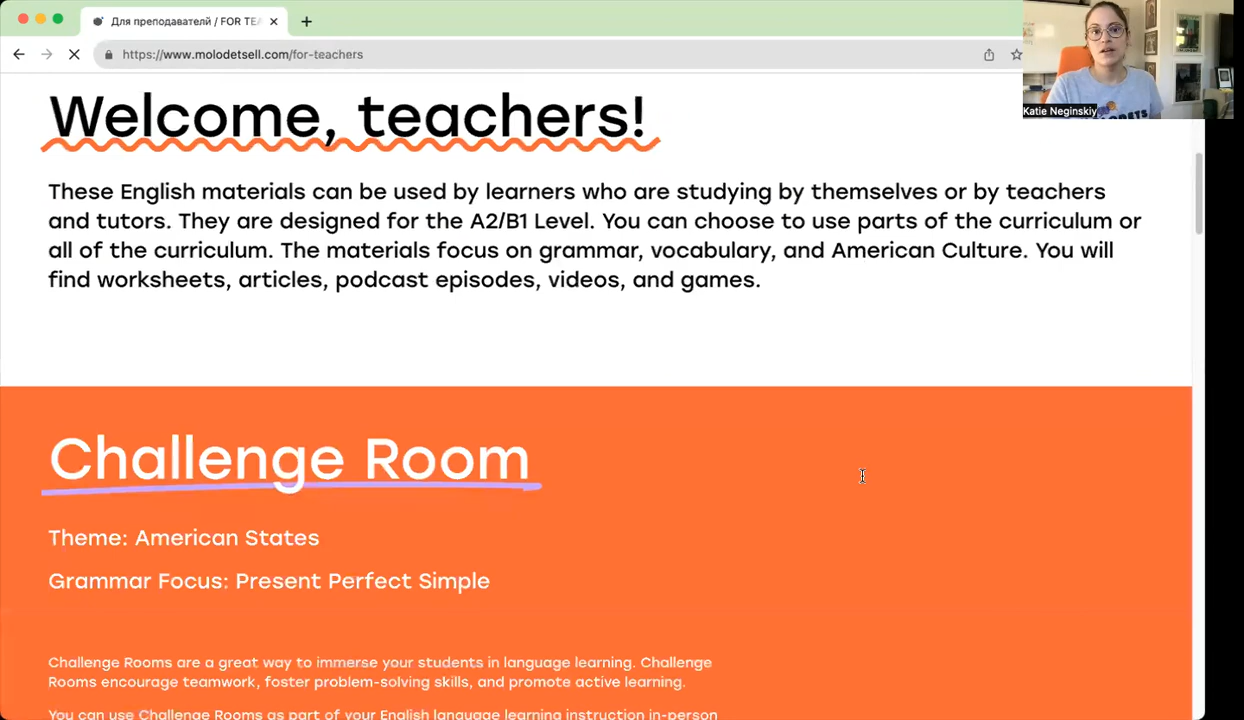 Для преподавателй / FOR TEA
https://www.molodetsell.com/for-teachers
Katie Neginskiy
Welcome, teachers!
These English materials can be used by learners who are studying by themselves or by teachers
and tutors. They are designed for the A2/B1 Level. You can choose to use parts of the curriculum or
all of the curriculum. The materials focus on grammar, vocabulary, and American Culture. You will
find worksheets, articles, podcast episodes, videos, and games.
Challenge Room
Theme: American States
Grammar Focus: Present Perfect Simple
Challenge Rooms are a great way to immerse your students in language learning. Challenge
Rooms encourage teamwork, foster problem-solving skills, and promote active learning.
You can use Challenge Rooms as part of your English language learning instruction in-person